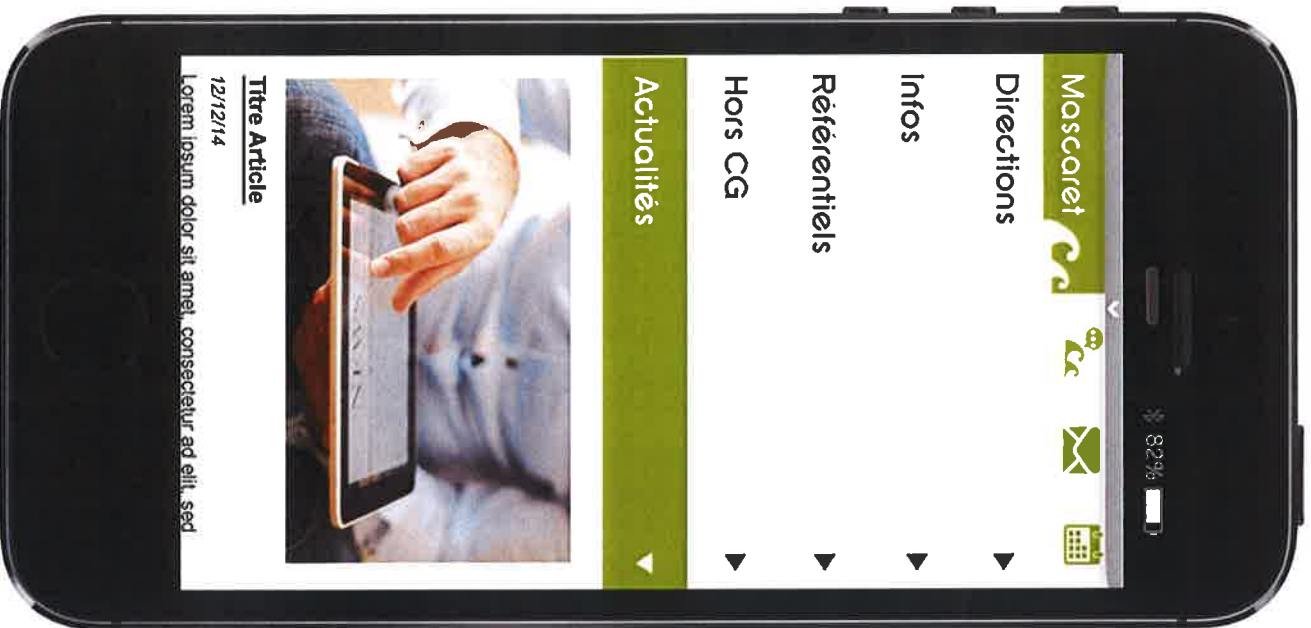 82%
Mascaret
Directions
Infos
Référentiels
Hors CG
Actualités
Titre Article
12/12/14
Lorem ipsum dolor sit amet, consectetur ad elit, sed